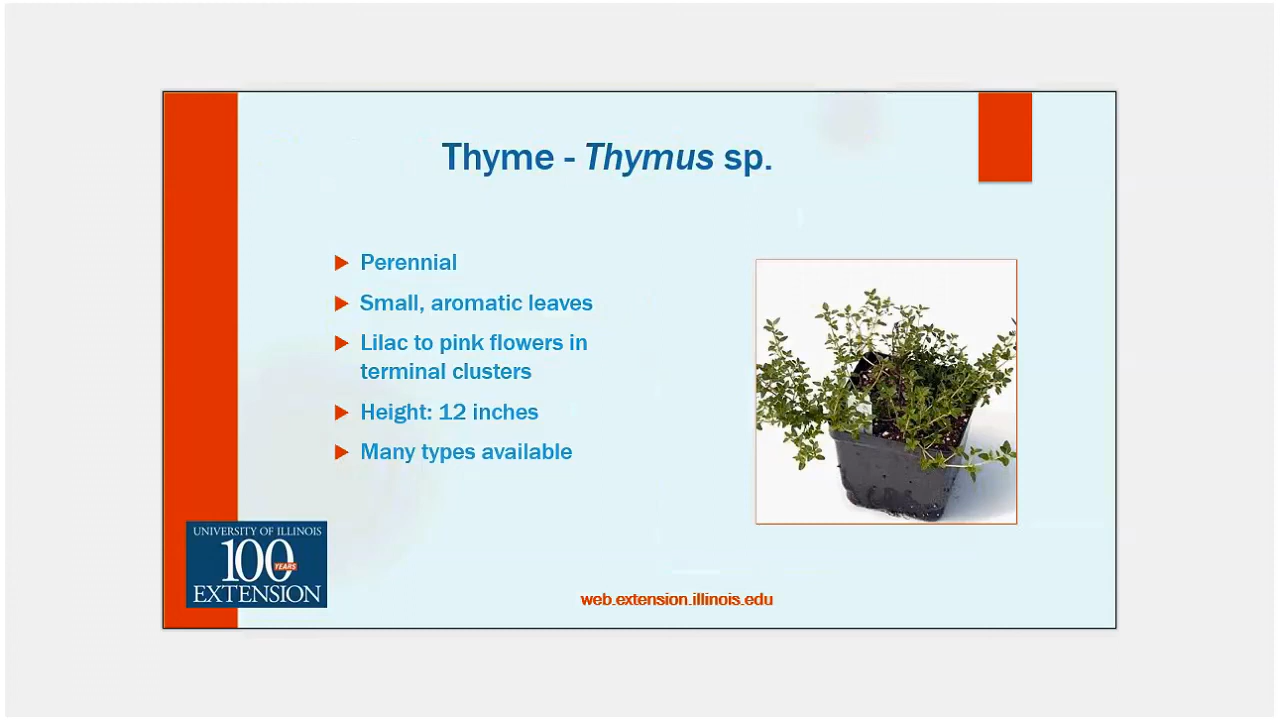 Thyme - Thymus sp.
Perennial
Small, aromatic leaves
Lilac to pink flowers in
terminal clusters
Height: 12 inches
Many types available
UNIVERSITY OF ILLINOIS
100
YEARS
EXTENSION
web.extension.illinois.edu